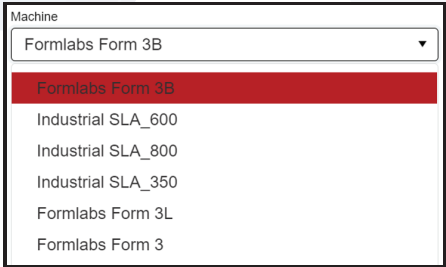 Machine
Formlabs Form 3B
Formlabs Form 3B
Industrial SLA_600
Industrial SLA_800
Industrial SLA_350
Formlabs Form 3L
Formlabs Form 3